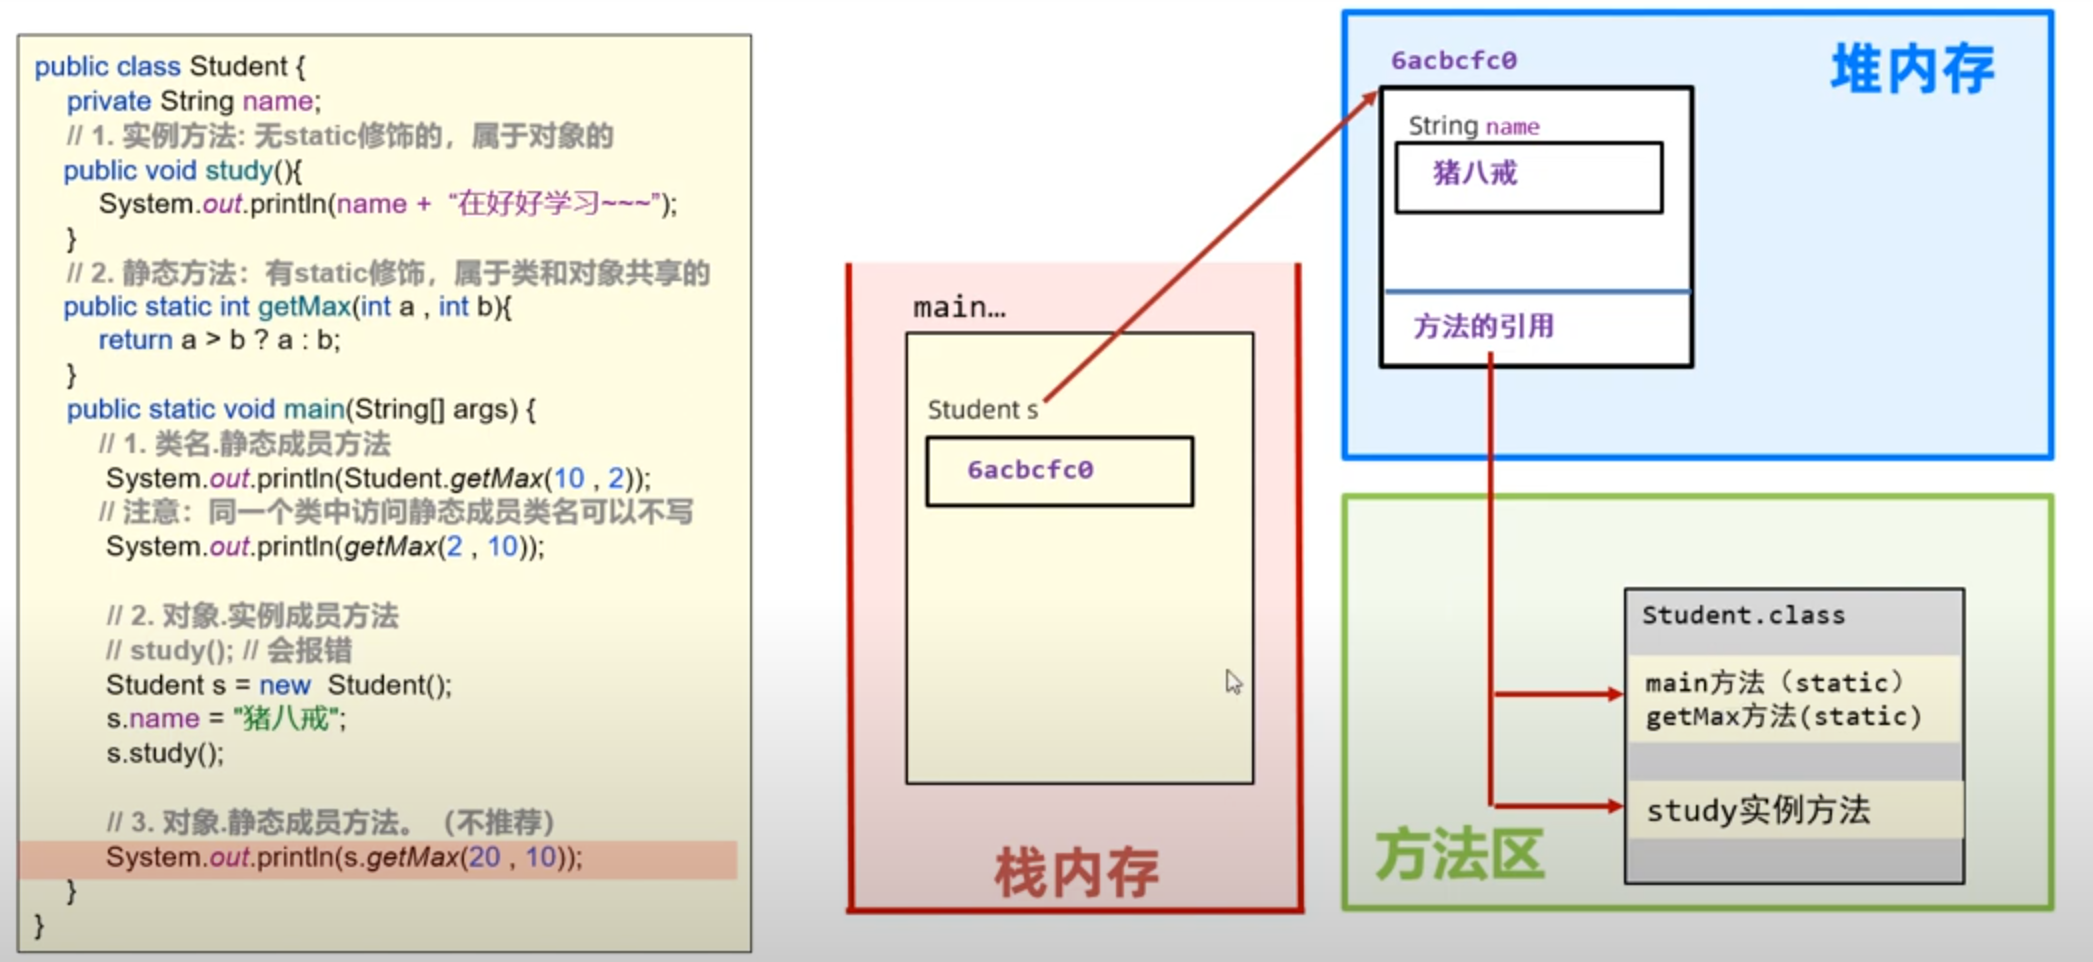 public class Student {
private String name;
// 1. 实例方法: 无static修饰的，属于对象的
public void study(){
System.out.println(name + “在好好学习~~~”);
}
// 2. 静态方法：有static修饰，属于类和对象共享的
public static int getMax(int a , int b){
return a > b ? a : b;
}
public static void main(String[] args) {
// 1. 类名.静态成员方法
System.out.println(Student.getMax(10 , 2));
// 注意：同一个类中访问静态成员类名可以不写
System.out.println(getMax(2 , 10));
// 2. 对象.实例成员方法
// study(); // 会报错
Student s = new Student();
s.name = "猪八戒";
s.study();
// 3. 对象.静态成员方法。（不推荐）
System.out.println(s.getMax(20 , 10));
}
}
main…
Student s
6acbcfc0
栈内存
6acbcfc0
堆内存
String name
猪八戒
方法的引用
Student.class
main方法（static）
getMax方法(static)
study实例方法
方法区